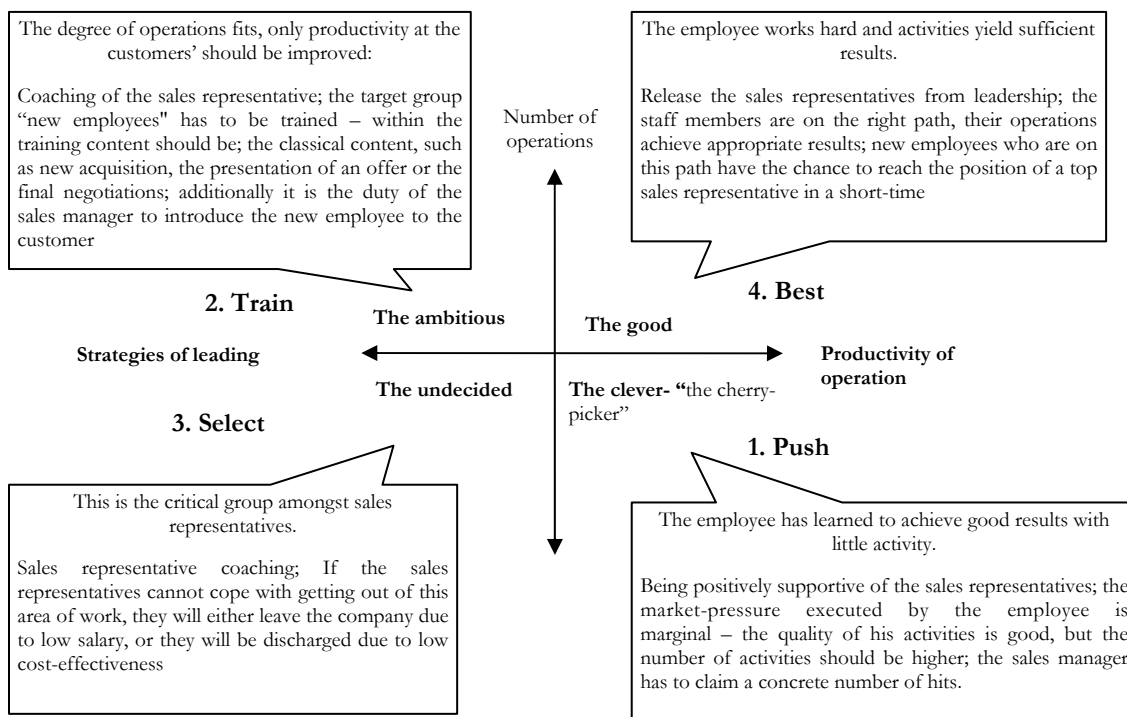 The degree of operations fits, only productivity at the
customers’ should be improved:
Coaching of the sales representative; the target group
“new employees" has to be trained – within the
training content should be; the classical content, such
as new acquisition, the presentation of an offer or the
final negotiations; additionally it is the duty of the
sales manager to introduce the new employee to the
customer
Number of
operations
The employee works hard and activities yield sufficient
results.
Release the sales representatives from leadership; the
staff members are on the right path, their operations
achieve appropriate results; new employees who are on
this path have the chance to reach the position of a top
sales representative in a short-time
2. Train
4. Best
The ambitious
The good
Strategies of leading
Productivity of
operation
The undecided
The clever- “the cherry-
picker”
3. Select
1. Push
This is the critical group amongst sales
representatives.
Sales representative coaching; If the sales
representatives cannot cope with getting out of this
area of work, they will either leave the company due
to low salary, or they will be discharged due to low
cost-effectiveness
The employee has learned to achieve good results with
little activity.
Being positively supportive of the sales representatives; the
market-pressure executed by the employee is
marginal – the quality of his activities is good, but the
number of activities should be higher; the sales manager
has to claim a concrete number of hits.